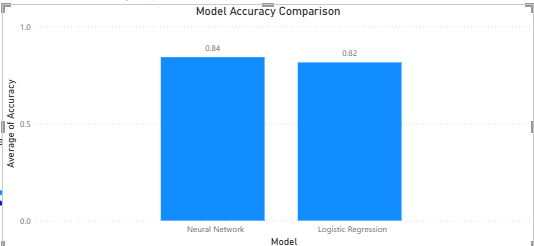 Model Accuracy Comparison
1.0
0.84
0.82
0.5
Average of Accuracy
0.0
Neural Network
Logistic Regression
Model